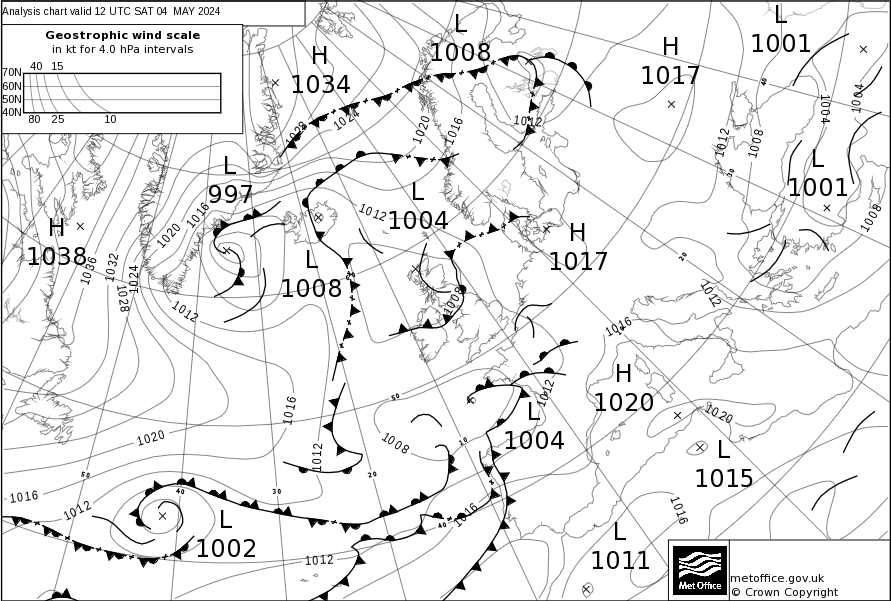 Analysis chart valid 12 UTC SAT 04 MAY 2024
Geostrophic wind scale
in kt for 4.0 hPa intervals
40 15
70N
60N
50N
40N
80 25 10
H
1034
L
1008
H
1017
L
1001
1004
1004
1028
1024
1020
1016
1012
1012
1008
40
30
L
997
L
1004
L
1001
1008
1016
1020
1012
H
1038
1036
1032
1028
1024
L
1008
H
1017
20
1012
1012
1008
1016
10
50
H
1020
1020
1016
1012
1020
1008
L
1004
1012
10
50
40
30
20
L
1015
1016
1012
L
1002
1016
40
1016
L
1011
1012
Met Office
metoffice.gov.uk
© Crown Copyright